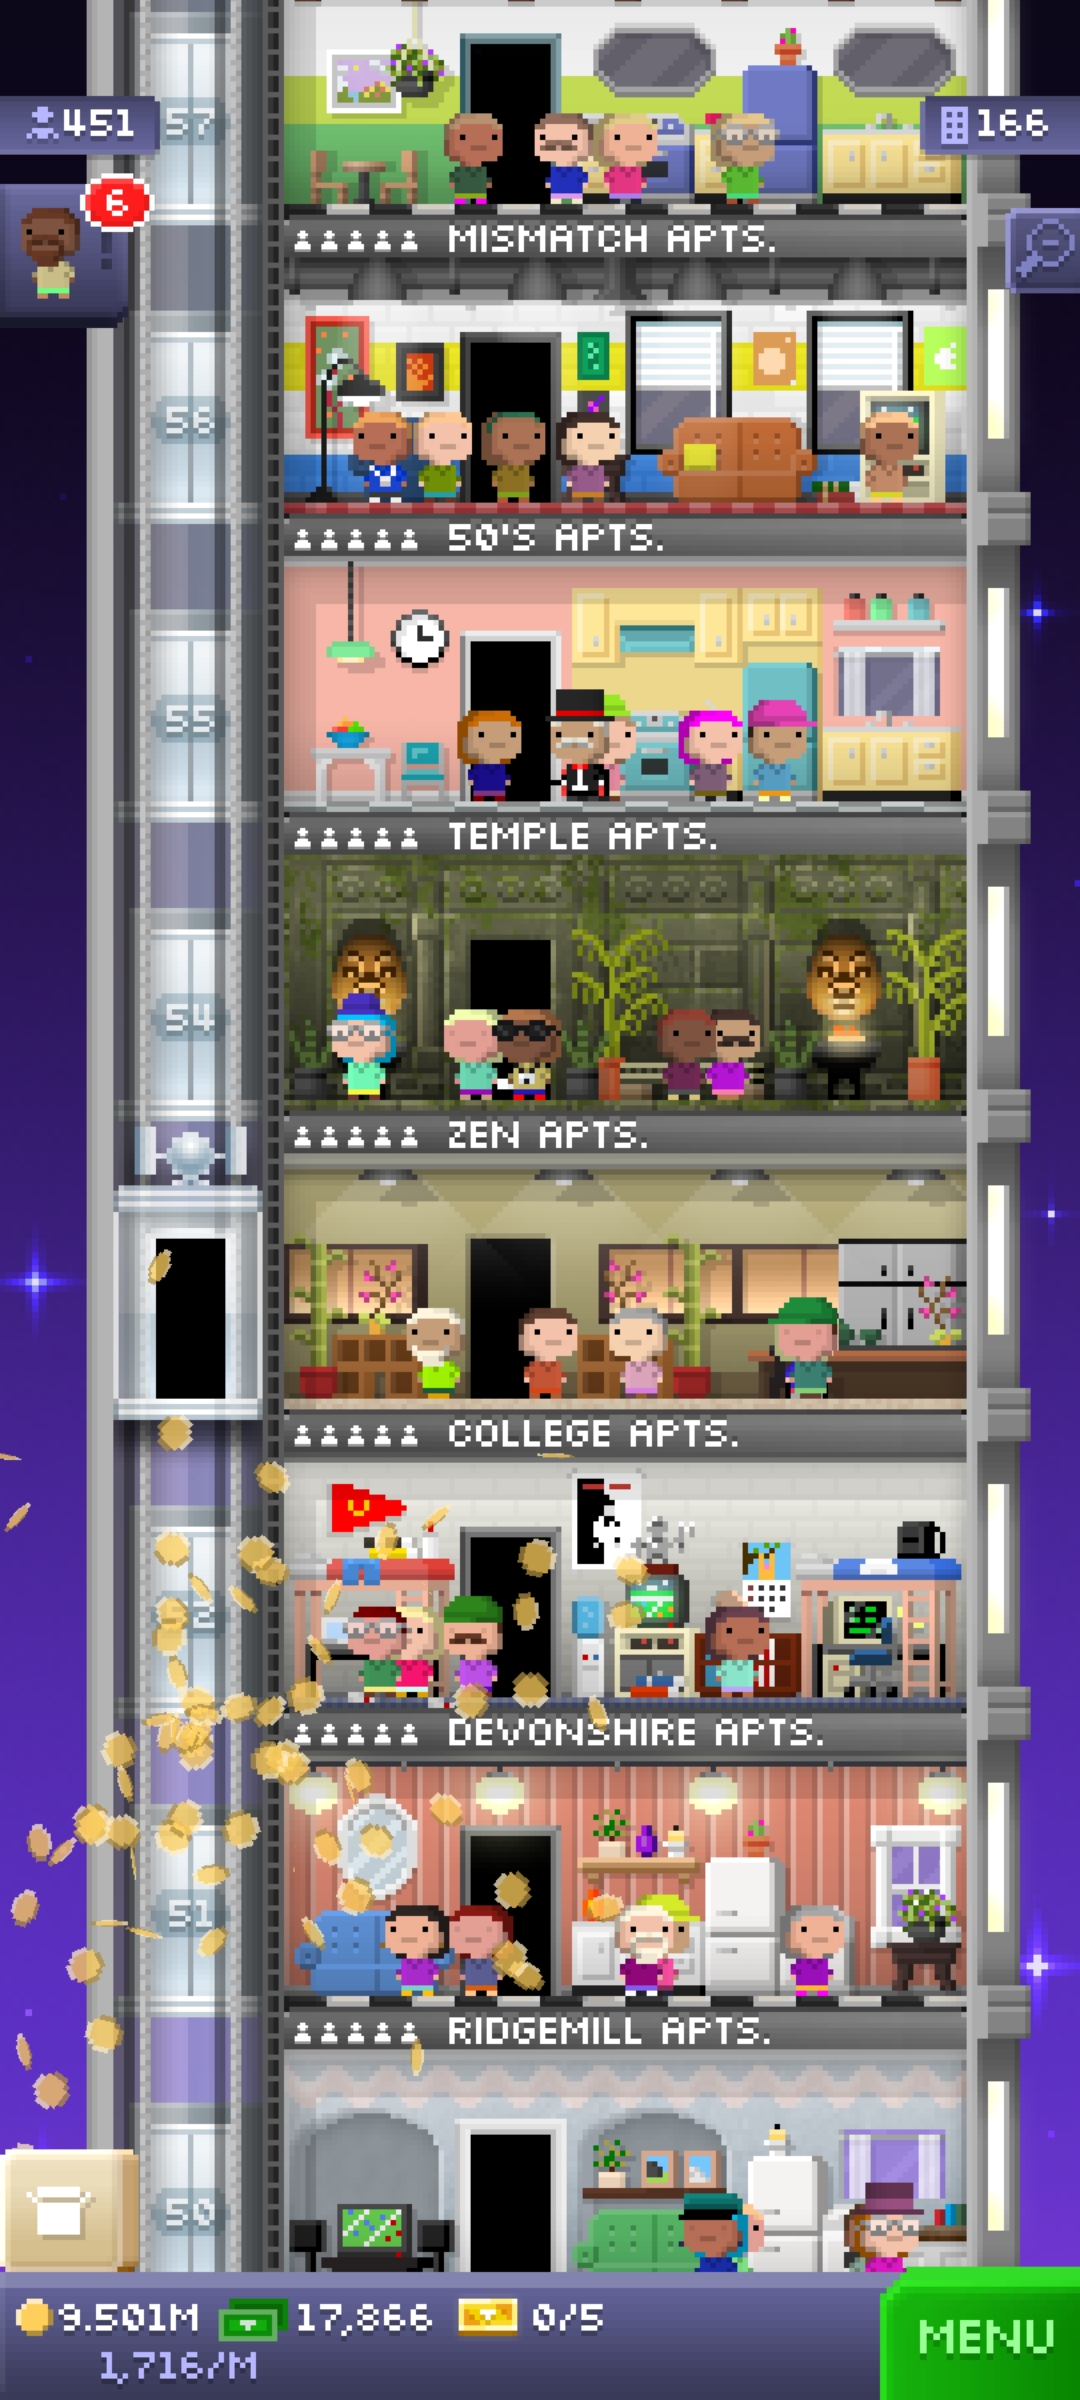 451
57
166
6
MISMATCH APTS.
56
50'S APTS.
55
TEMPLE APTS.
54
ZEN APTS.
COLLEGE APTS.
DEVONSHIRE APTS.
51
RIDGEMILL APTS.
50
9.501M 17,866 0/5
1,716/M
MENU